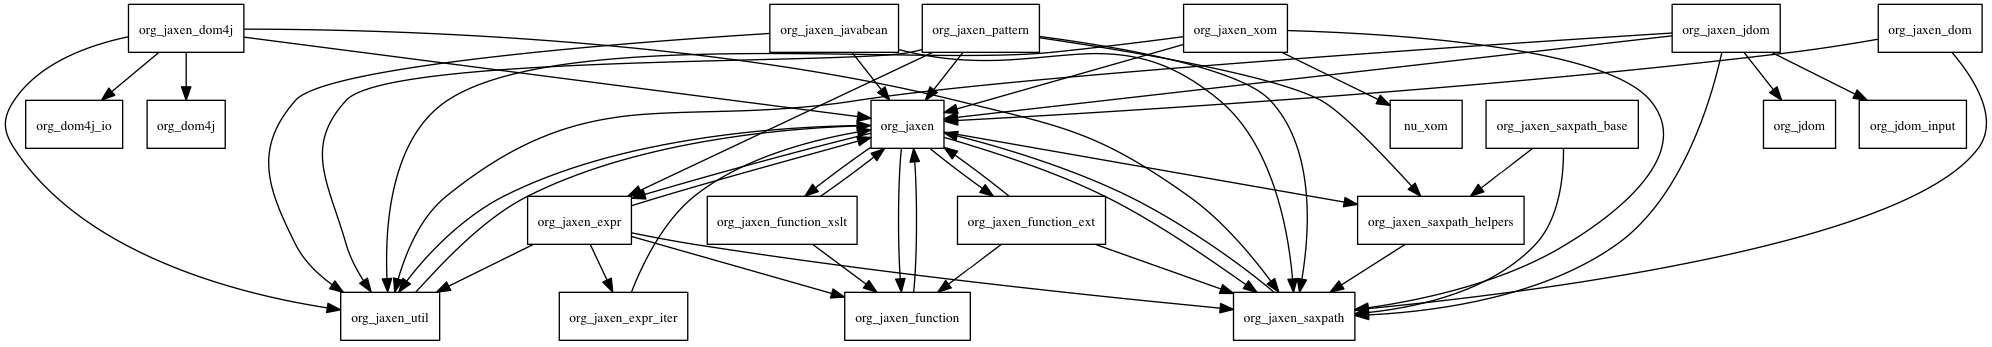 org_jaxen_dom4j
org_jaxen_javabean
org_jaxen_pattern
org_jaxen_xom
org_jaxen_jdom
org_jaxen_dom
org_dom4j_io
org_dom4j
org_jaxen
nu_xom
org_jaxen_saxpath_base
org_jdom
org_jdom_input
org_jaxen_expr
org_jaxen_function_xslt
org_jaxen_function_ext
org_jaxen_saxpath_helpers
org_jaxen_util
org_jaxen_expr_iter
org_jaxen_function
org_jaxen_saxpath